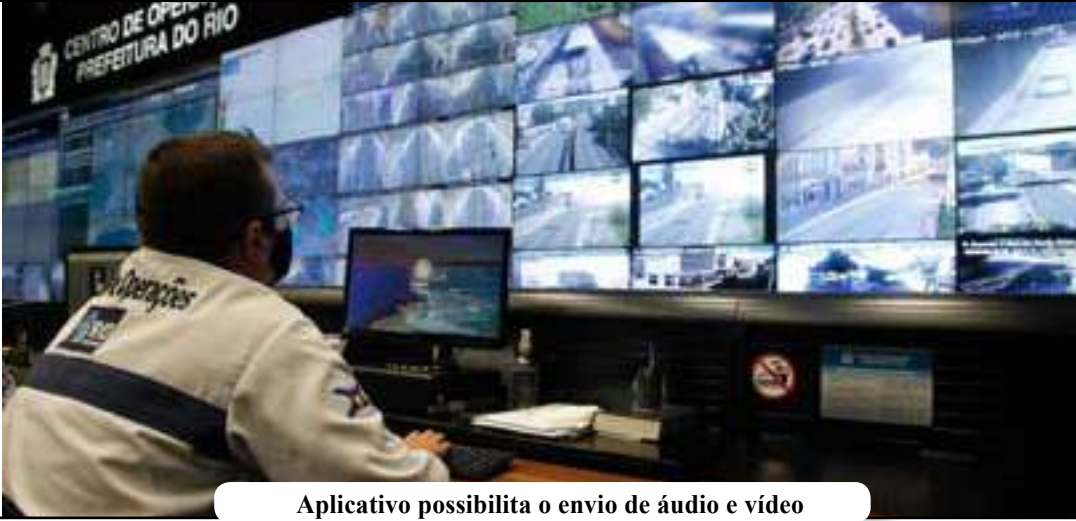 CENTRO DE OPERA
PREFEITURA DO RIO
Operações
Aplicativo possibilita o envio de áudio e vídeo